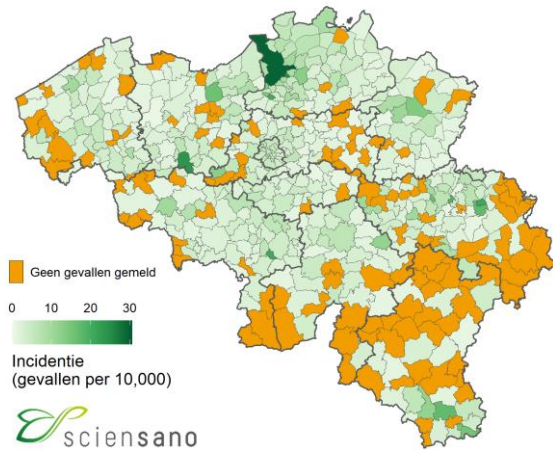 Geen gevallen gemeld
0 10 20 30
Incidentie
(gevallen per 10,000)
sciensano